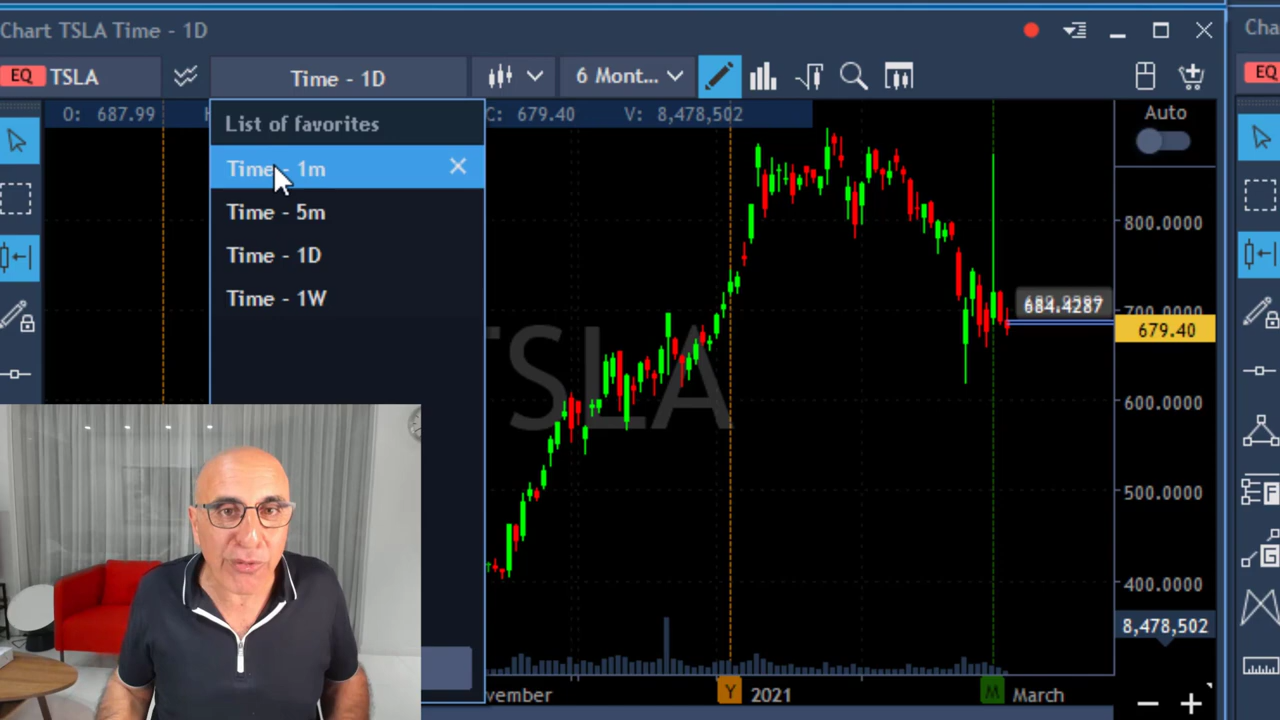 Chart TSLA Time - 1D
Cha
EQ TSLA
Time - 1D
6 Mont...
EQ
O: 687.99
C: 679.40
V: 8,478,502
List of favorites
Auto
Time - 1m
Time - 5m
Time - 1D
Time - 1W
800.0000
684.4287
679.40
TSLA
600.0000
500.0000
400.0000
8,478,502
F
G
vember
Y
2021
M
March